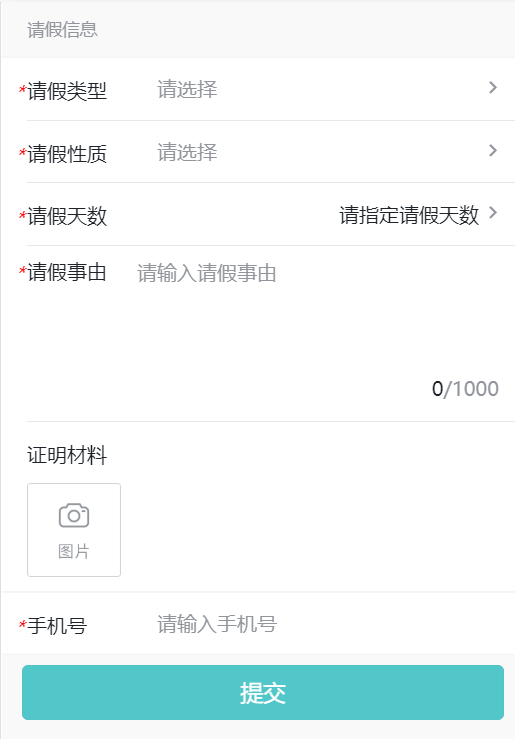 请假信息
*请假类型 请选择
*请假性质 请选择
*请假天数 请指定请假天数
*请假事由 请输入请假事由
0/1000
证明材料
图片
*手机号 请输入手机号
提交